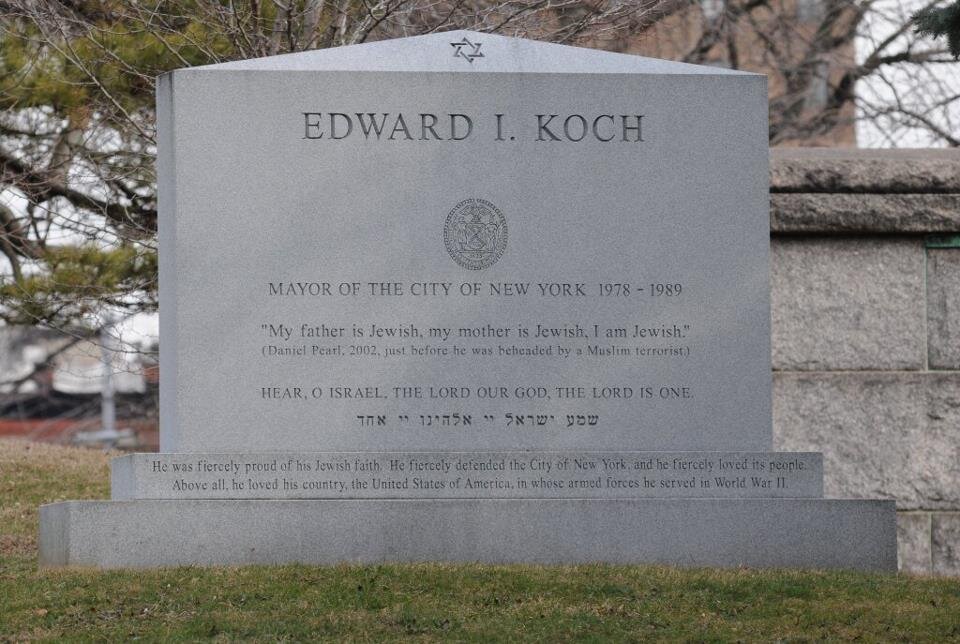 EDWARD I. KOCH
MAYOR OF THE CITY OF NEW YORK 1978 - 1989
"My father is Jewish, my mother is Jewish, I am Jewish."
(Daniel Pearl, 2002, just before he was beheaded by a Muslim terrorist.)
HEAR, O ISRAEL, THE LORD OUR GOD, THE LORD IS ONE.
שמע ישראל יי אלהינו יי אחד
He was fiercely proud of his Jewish faith. He fiercely defended the City of New York, and he fiercely loved its people.
Above all, he loved his country, the United States of America, in whose armed forces he served in World War II.